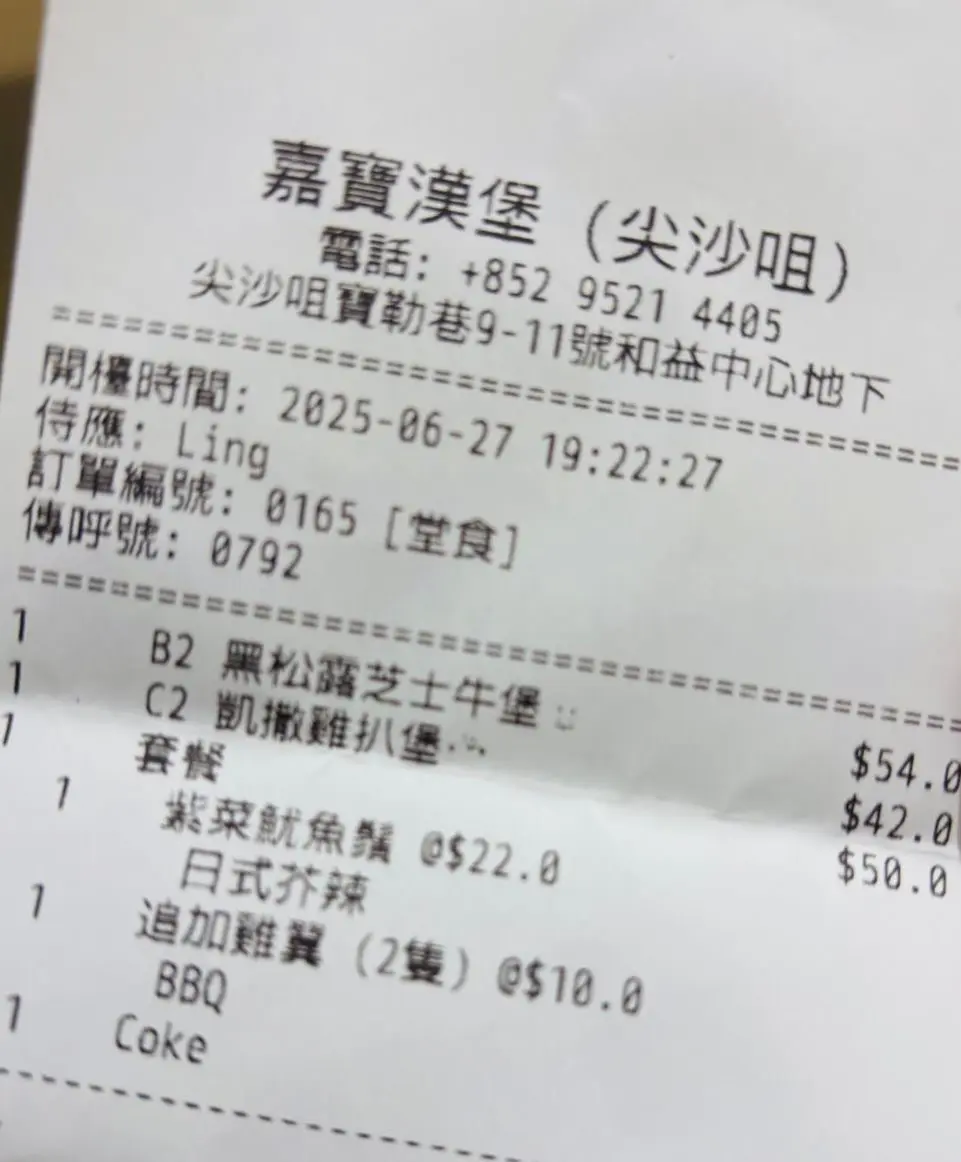 嘉寶漢堡 (尖沙咀)
電話: +852 9521 4405
尖沙咀寶勒巷9-11號和益中心地下
========================================
開檯時間: 2025-06-27 19:22:27
侍應: Ling
訂單編號: 0165 [堂食]
傳呼號: 0792
========================================
1 B2 黑松露芝士牛堡 $54.0
1 C2 凱撒雞扒堡 $42.0
1 套餐 $50.0
1 紫菜魷魚鬚 @$22.0
日式芥辣
1 追加雞翼 (2隻) @$10.0
BBQ
1 Coke
----------------------------------------